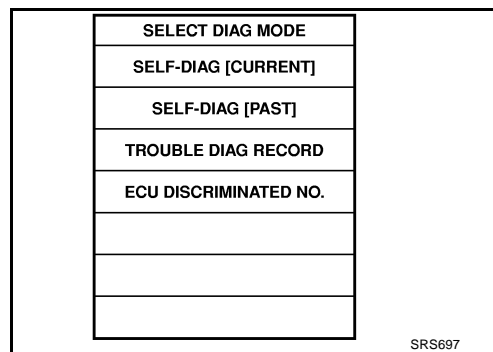 SELECT DIAG MODE
SELF-DIAG [CURRENT]
SELF-DIAG [PAST]
TROUBLE DIAG RECORD
ECU DISCRIMINATED NO.
SRS697